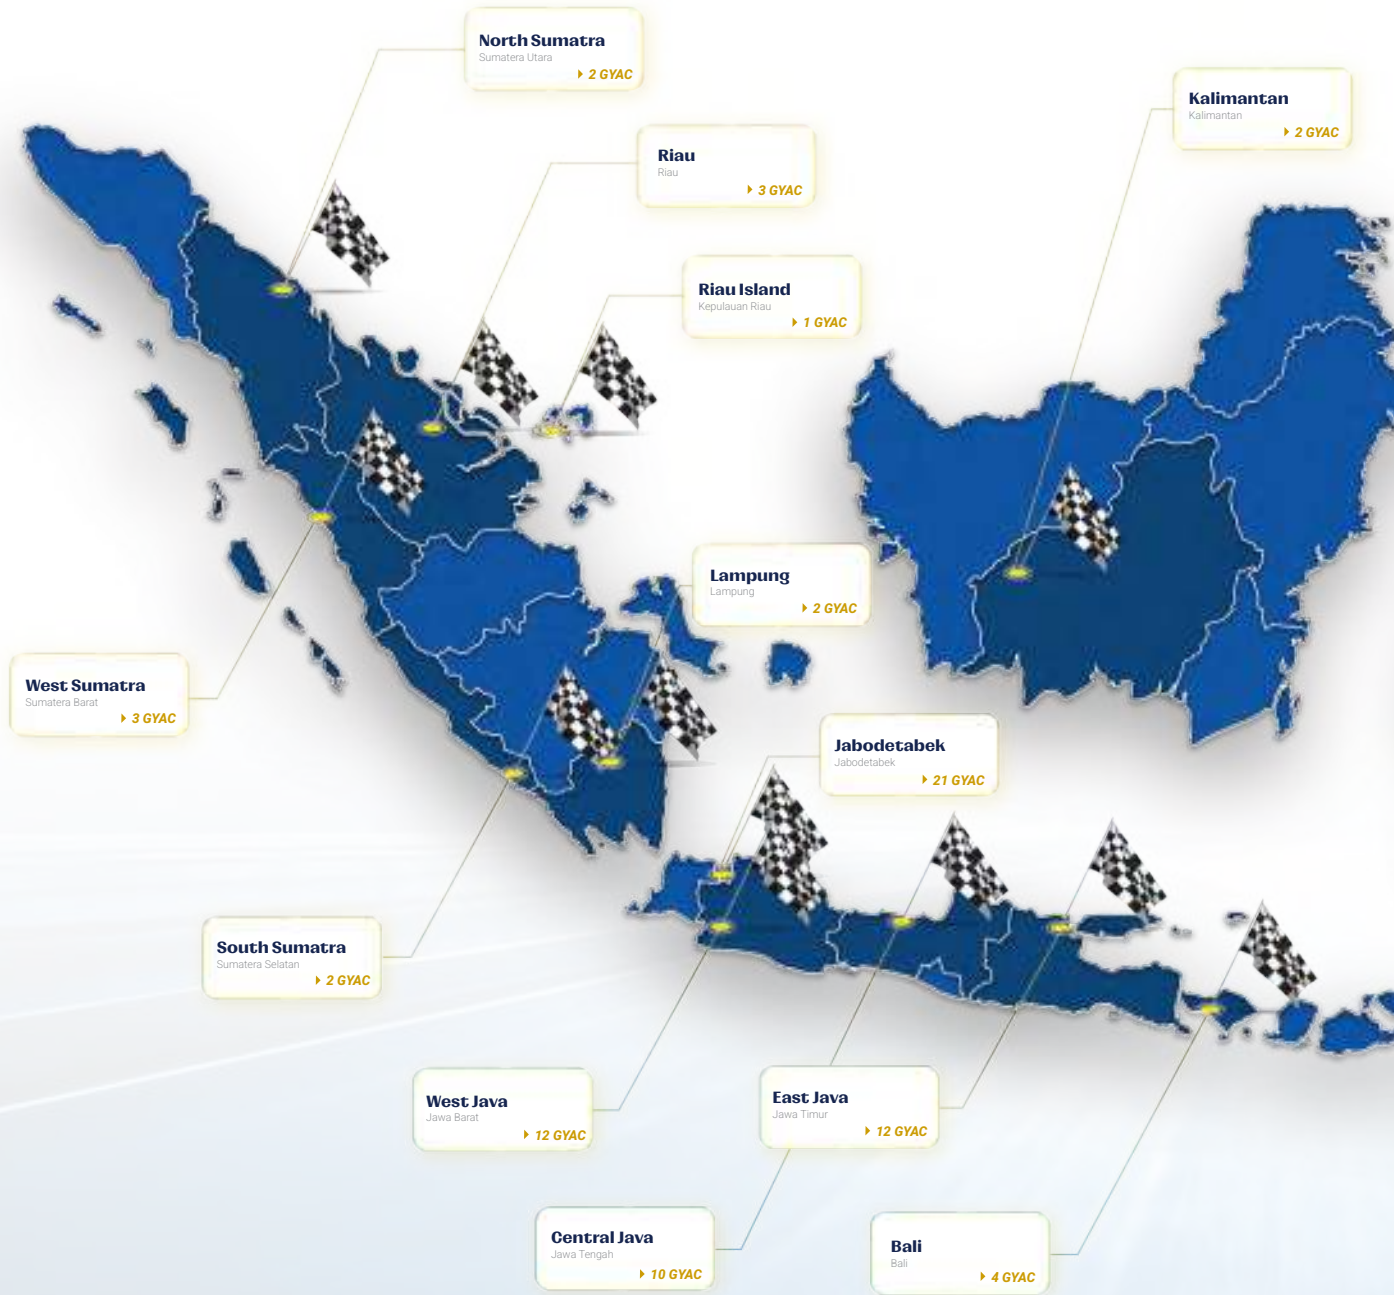 North Sumatra
Sumatera Utara
2 GYAC
Kalimantan
Kalimantan
2 GYAC
Riau
Riau
3 GYAC
Riau Island
Kepulauan Riau
1 GYAC
Lampung
Lampung
2 GYAC
West Sumatra
Sumatera Barat
3 GYAC
Jabodetabek
Jabodetabek
21 GYAC
South Sumatra
Sumatera Selatan
2 GYAC
West Java
Jawa Barat
12 GYAC
East Java
Jawa Timur
12 GYAC
Central Java
Jawa Tengah
10 GYAC
Bali
Bali
4 GYAC